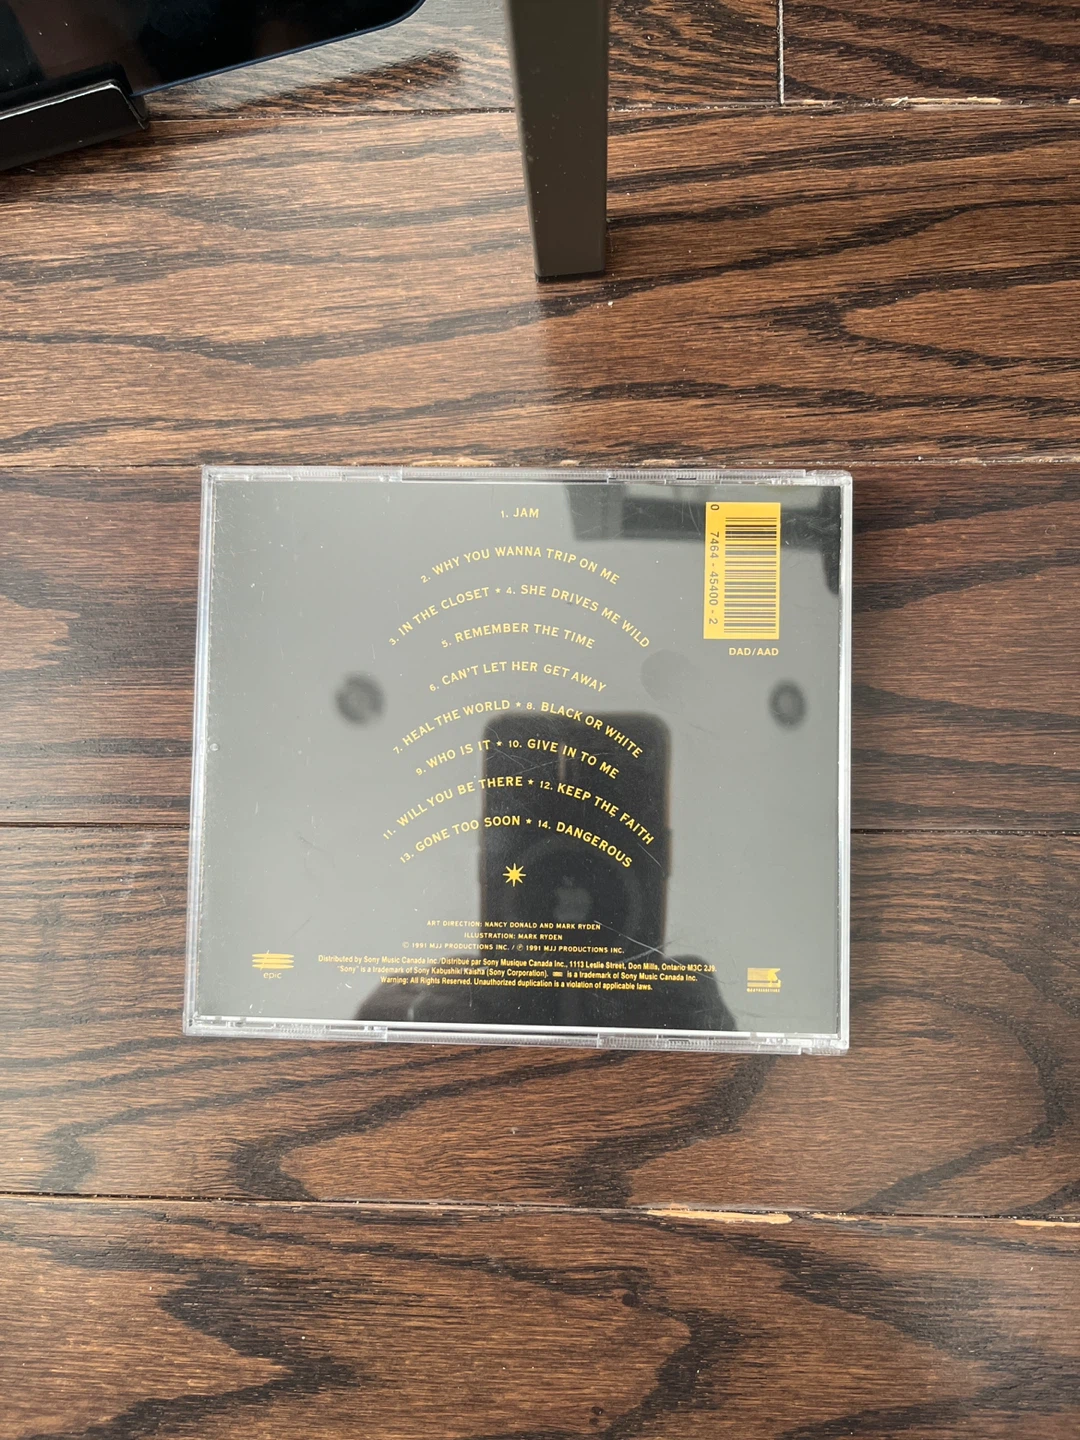 1. JAM
2. WHY YOU WANNA TRIP ON ME
3. IN THE CLOSET ★ 4. SHE DRIVES ME WILD
5. REMEMBER THE TIME
6. CAN'T LET HER GET AWAY
7. HEAL THE WORLD ★ 8. BLACK OR WHITE
9. WHO IS IT ★ 10. GIVE IN TO ME
11. WILL YOU BE THERE ★ 12. KEEP THE FAITH
13. GONE TOO SOON ★ 14. DANGEROUS
0 7464-45400-2
DAD/AAD
ART DIRECTION: NANCY DONALD AND MARK RYDEN
ILLUSTRATION: MARK RYDEN
© 1991 MJJ PRODUCTIONS INC. / ℗ 1991 MJJ PRODUCTIONS INC.
Distributed by Sony Music Canada Inc./Distribué par Sony Musique Canada Inc., 1113 Leslie Street, Don Mills, Ontario M3C 2J9.
"Sony" is a trademark of Sony Kabushiki Kaisha (Sony Corporation). is a trademark of Sony Music Canada Inc.
Warning: All Rights Reserved. Unauthorized duplication is a violation of applicable laws.
epic